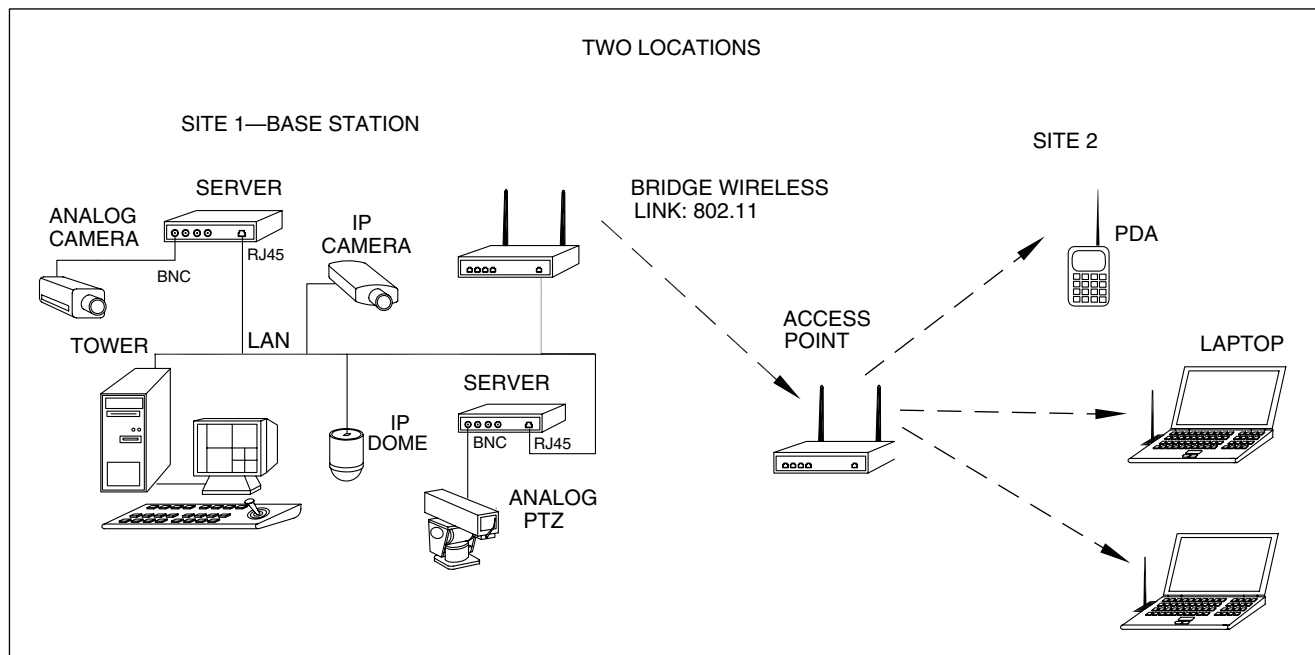 TWO LOCATIONS
SITE 1—BASE STATION
SITE 2
SERVER
BRIDGE WIRELESS
LINK: 802.11
ANALOG
CAMERA
IP
CAMERA
PDA
RJ45
BNC
ACCESS
POINT
TOWER
LAN
LAPTOP
SERVER
IP
DOME
BNC
RJ45
ANALOG
PTZ